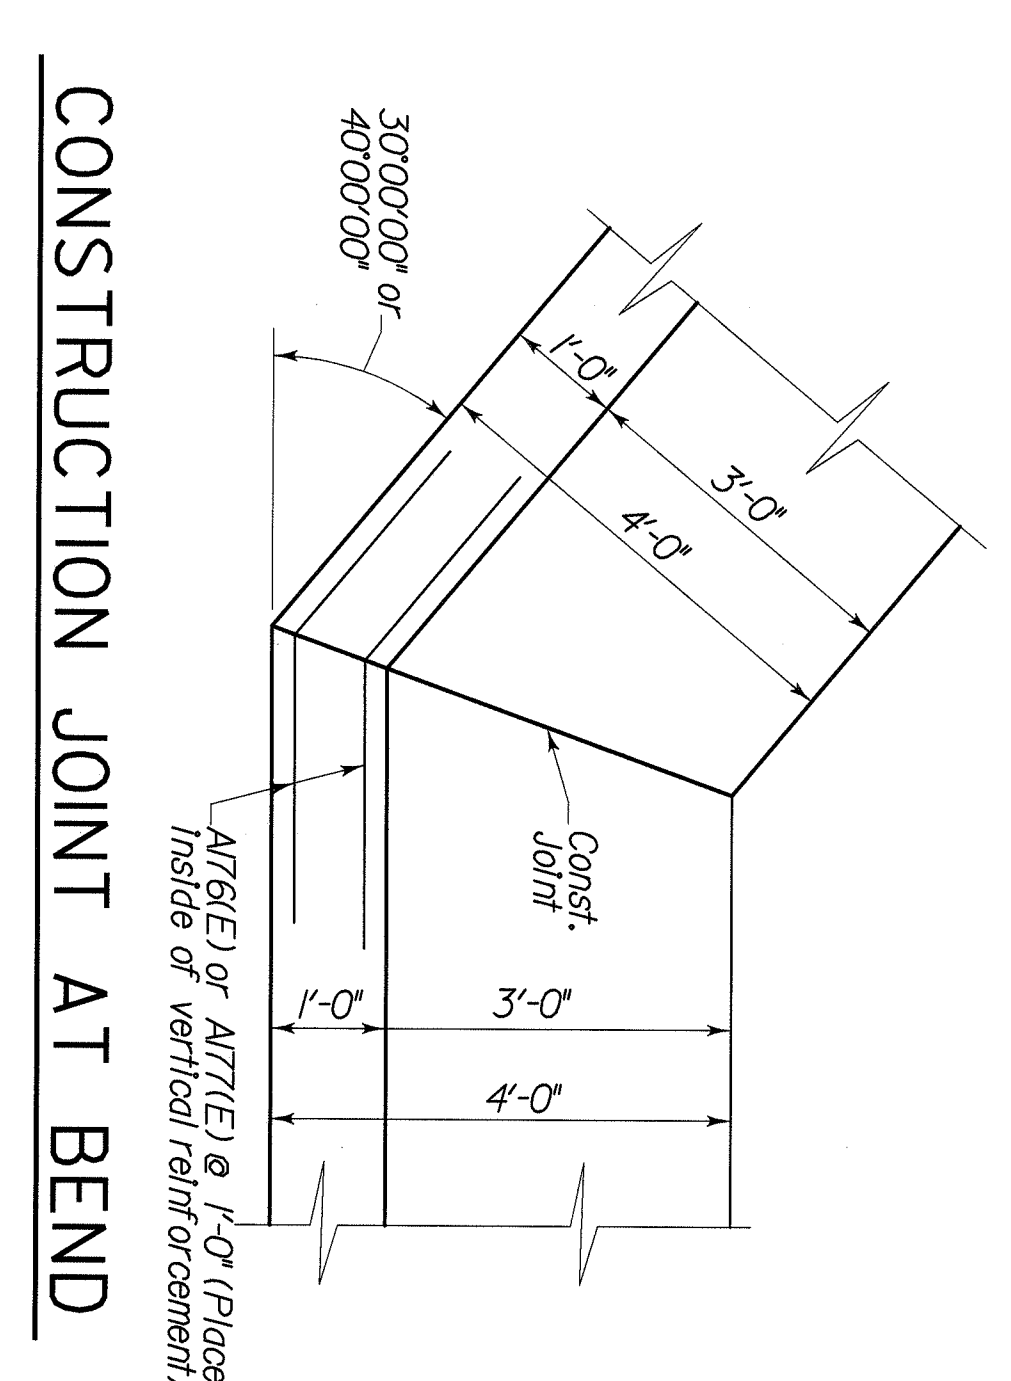 30°00'00" or
40°00'00"
1'-0"
3'-0"
4'-0"
Const.
Joint
1'-0"
3'-0"
4'-0"
A176(E) or A177(E) @ 1'-0" (Place
inside of vertical reinforcement,
CONSTRUCTION JOINT AT BEND